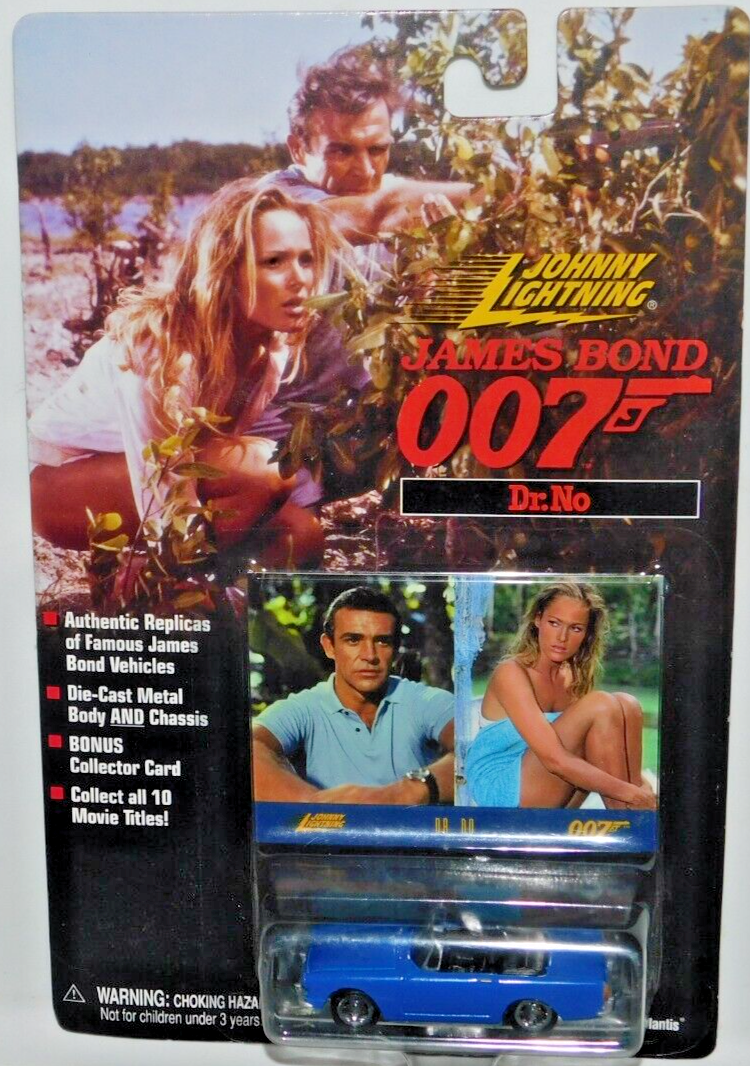 JOHNNY
LIGHTNING®
JAMES BOND
007
Dr. No
Authentic Replicas
of Famous James
Bond Vehicles
Die-Cast Metal
Body AND Chassis
BONUS
Collector Card
Collect all 10
Movie Titles!
JOHNNY
LIGHTNING
007
WARNING: CHOKING HAZA
Not for children under 3 years.
lantis